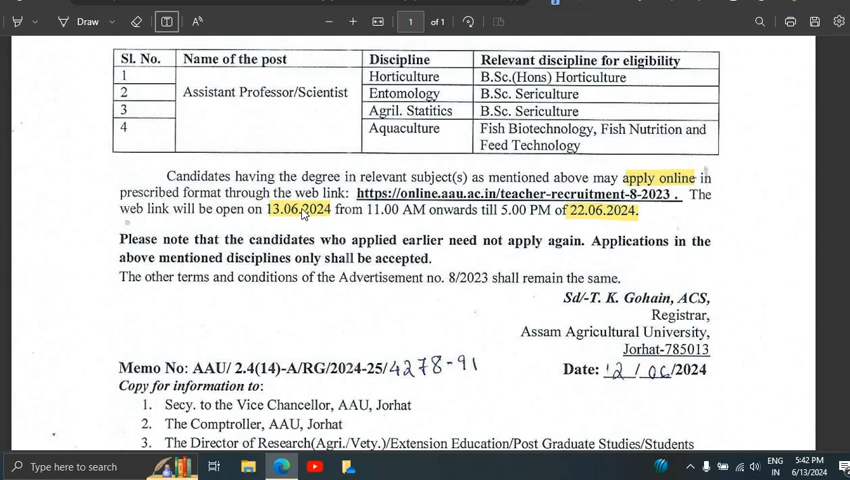 Draw
1 of 1
Sl. No. Name of the post Discipline Relevant discipline for eligibility
1 Assistant Professor/Scientist Horticulture B.Sc.(Hons) Horticulture
2 Entomology B.Sc. Sericulture
3 Agril. Statitics B.Sc. Sericulture
4 Aquaculture Fish Biotechnology, Fish Nutrition and
Feed Technology
Candidates having the degree in relevant subject(s) as mentioned above may apply online in
prescribed format through the web link: https://online.aau.ac.in/teacher-recruitment-8-2023 . The
web link will be open on 13.06.2024 from 11.00 AM onwards till 5.00 PM of 22.06.2024.
Please note that the candidates who applied earlier need not apply again. Applications in the
above mentioned disciplines only shall be accepted.
The other terms and conditions of the Advertisement no. 8/2023 shall remain the same.
Sd/-T. K. Gohain, ACS,
Registrar,
Assam Agricultural University,
Jorhat-785013
Memo No: AAU/ 2.4(14)-A/RG/2024-25/4278-91 Date: 12/06/2024
Copy for information to:
1. Secy. to the Vice Chancellor, AAU, Jorhat
2. The Comptroller, AAU, Jorhat
3. The Director of Research(Agri./Vety.)/Extension Education/Post Graduate Studies/Students
Type here to search
ENG
IN
5:42 PM
6/13/2024